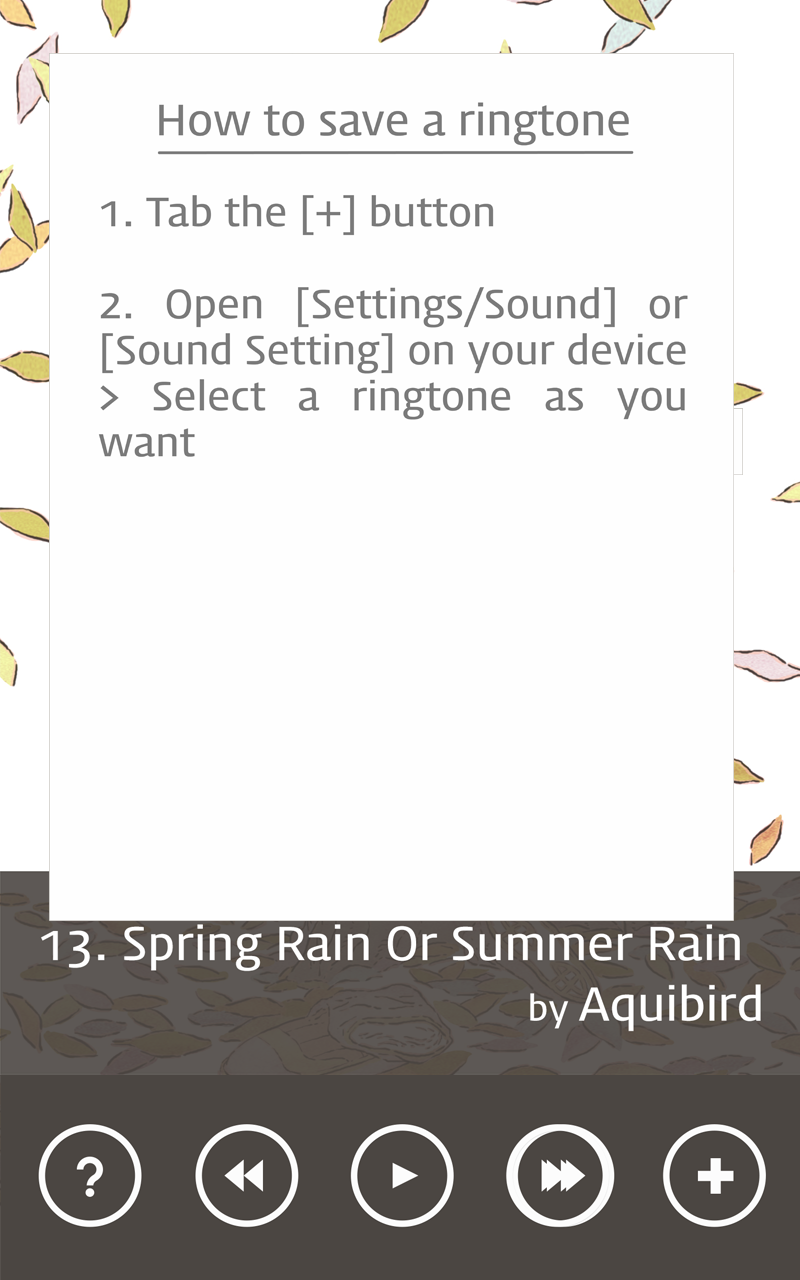 How to save a ringtone
1. Tab the [+] button
2. Open [Settings/Sound] or
[Sound Setting] on your device
> Select a ringtone as you
want
13. Spring Rain Or Summer Rain
by Aquibird
?